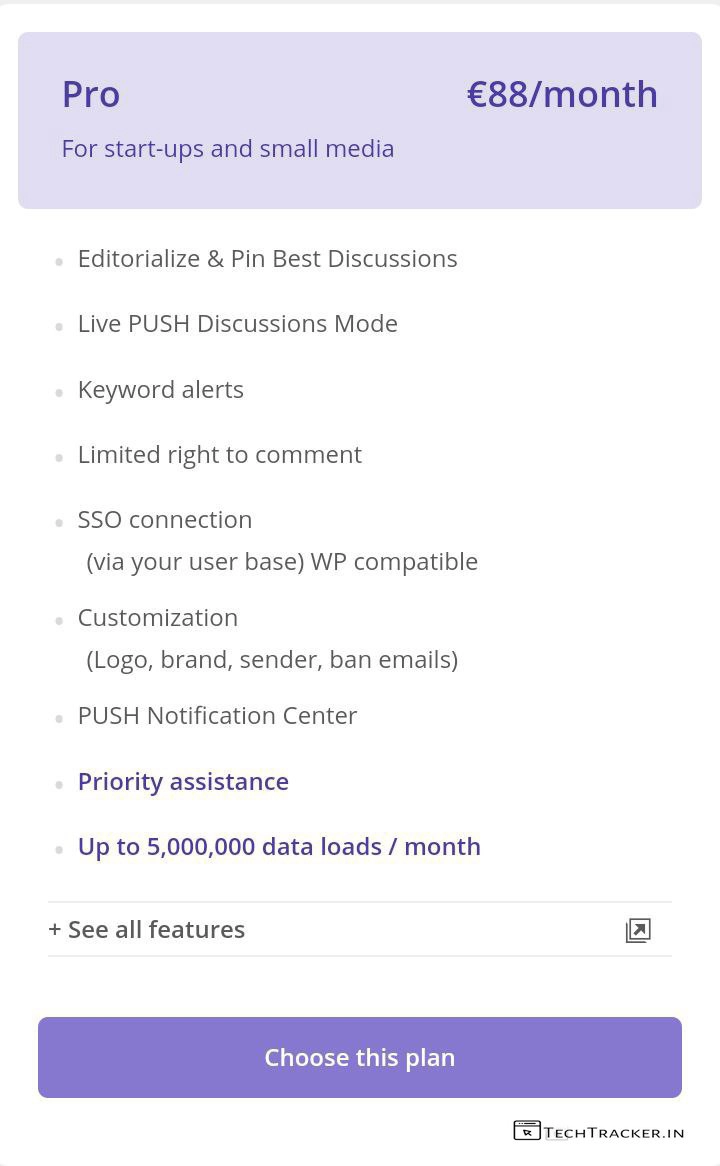 Pro
€88/month
For start-ups and small media
Editorialize & Pin Best Discussions
Live PUSH Discussions Mode
Keyword alerts
Limited right to comment
SSO connection
(via your user base) WP compatible
Customization
(Logo, brand, sender, ban emails)
PUSH Notification Center
Priority assistance
Up to 5,000,000 data loads / month
+ See all features
Choose this plan
TECHTRACKER.IN